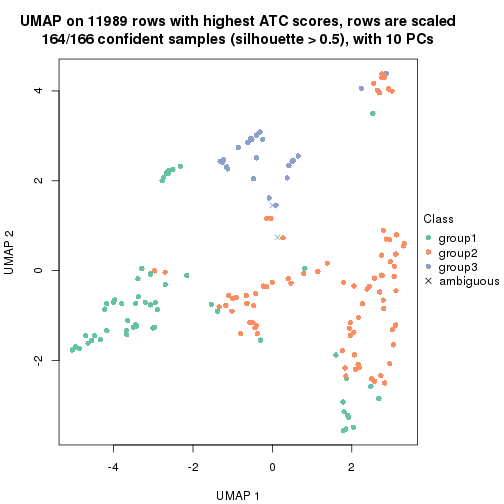 UMAP on 11989 rows with highest ATC scores, rows are scaled
164/166 confident samples (silhouette > 0.5), with 10 PCs
4
2
0
-2
UMAP 2
-4
-2
0
2
UMAP 1
Class
group1
group2
group3
ambiguous